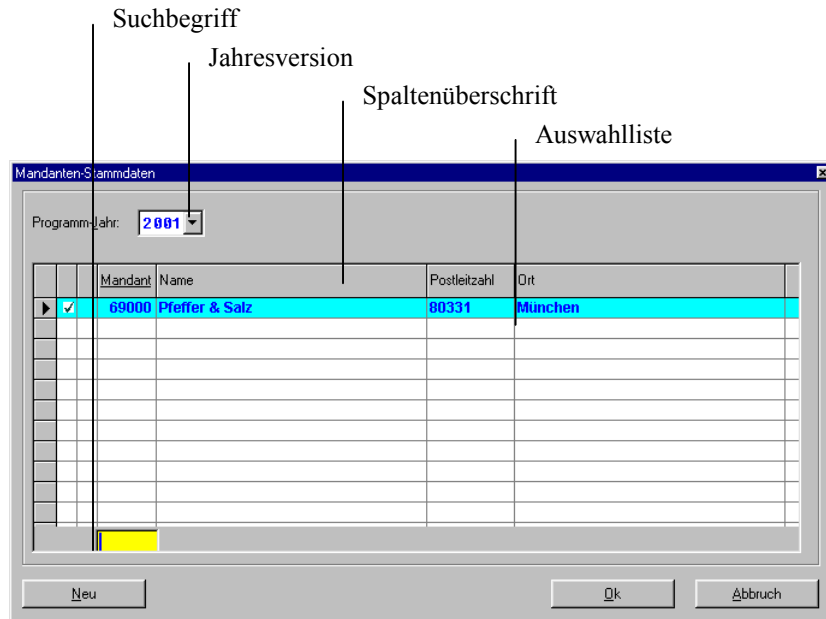 Suchbegriff
Jahresversion
Spaltenüberschrift
Auswahlliste
Mandanten-Stammdaten
Programm-Jahr: 2001
Mandant Name Postleitzahl Ort
69000 Pfeffer & Salz 80331 München
Neu Ok Abbruch